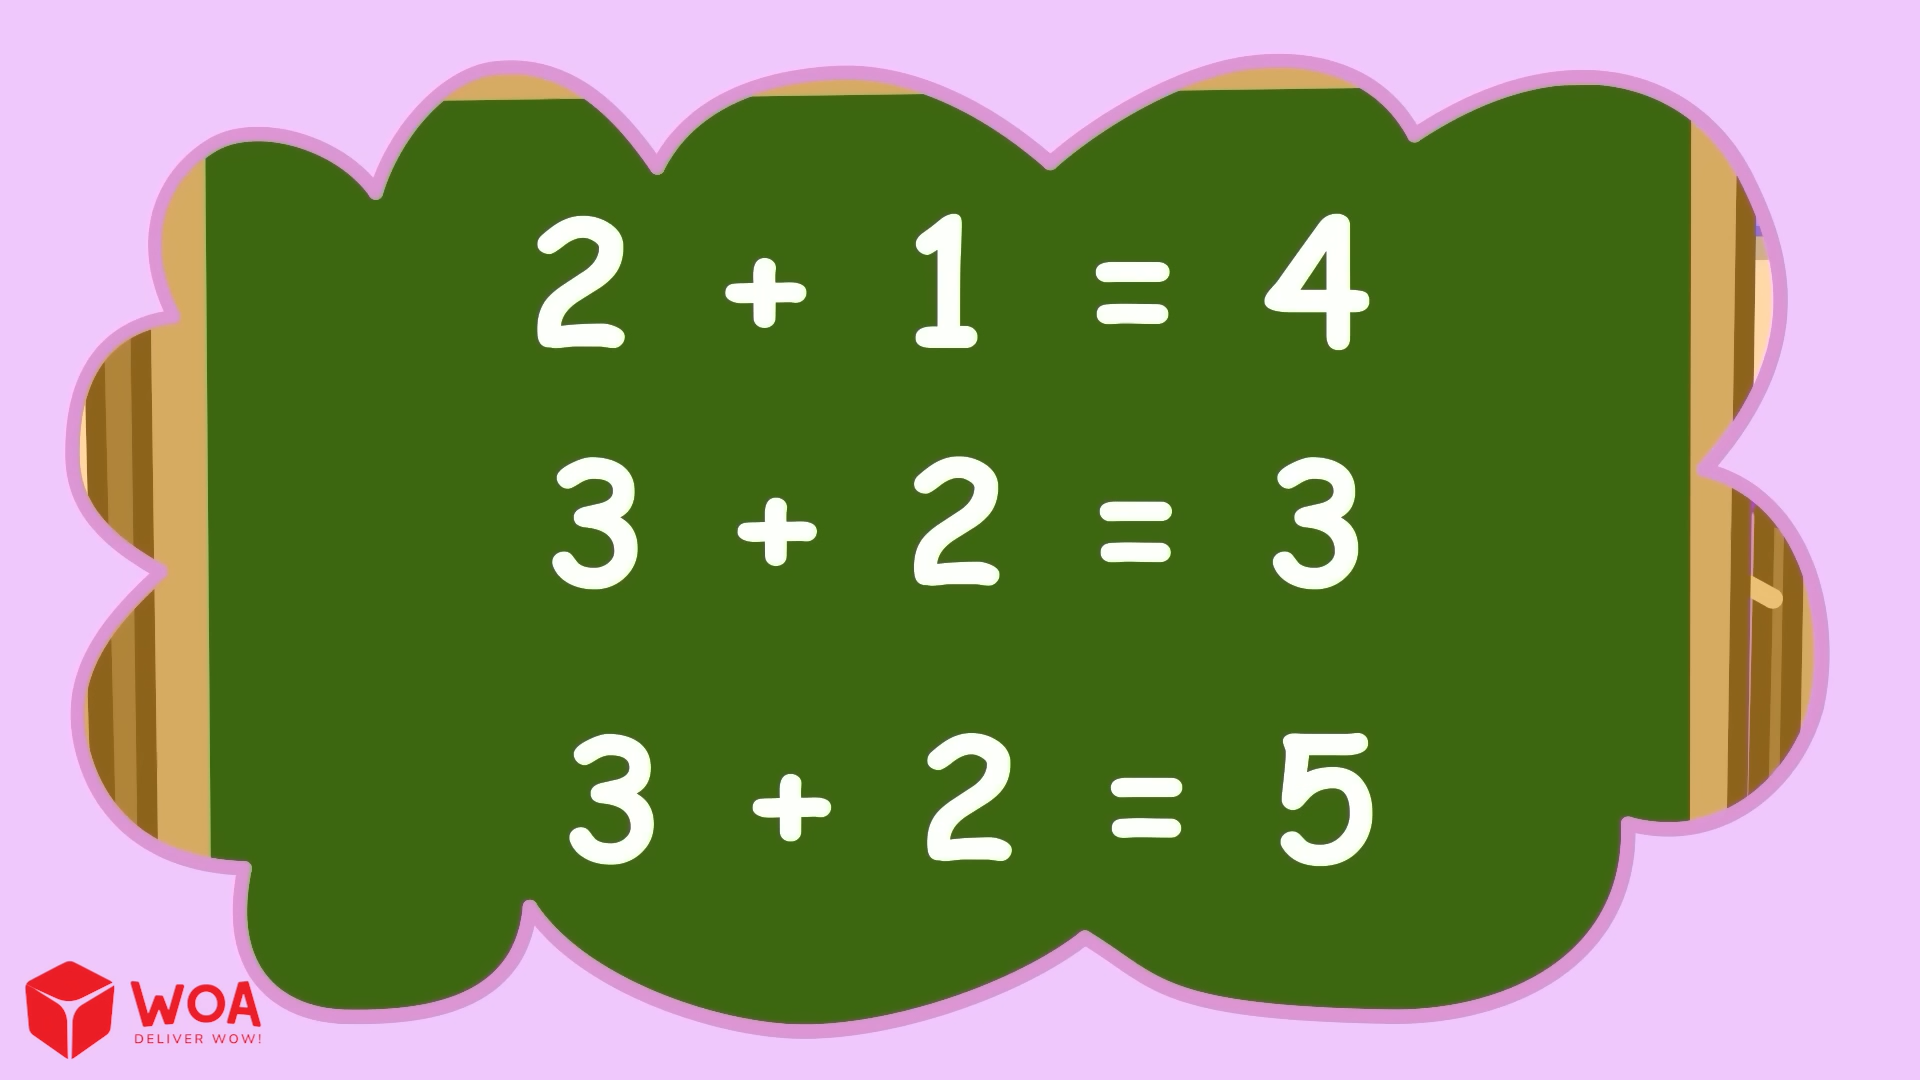 2 + 1 = 4
3 + 2 = 3
3 + 2 = 5
WOA
DELIVER WOW!